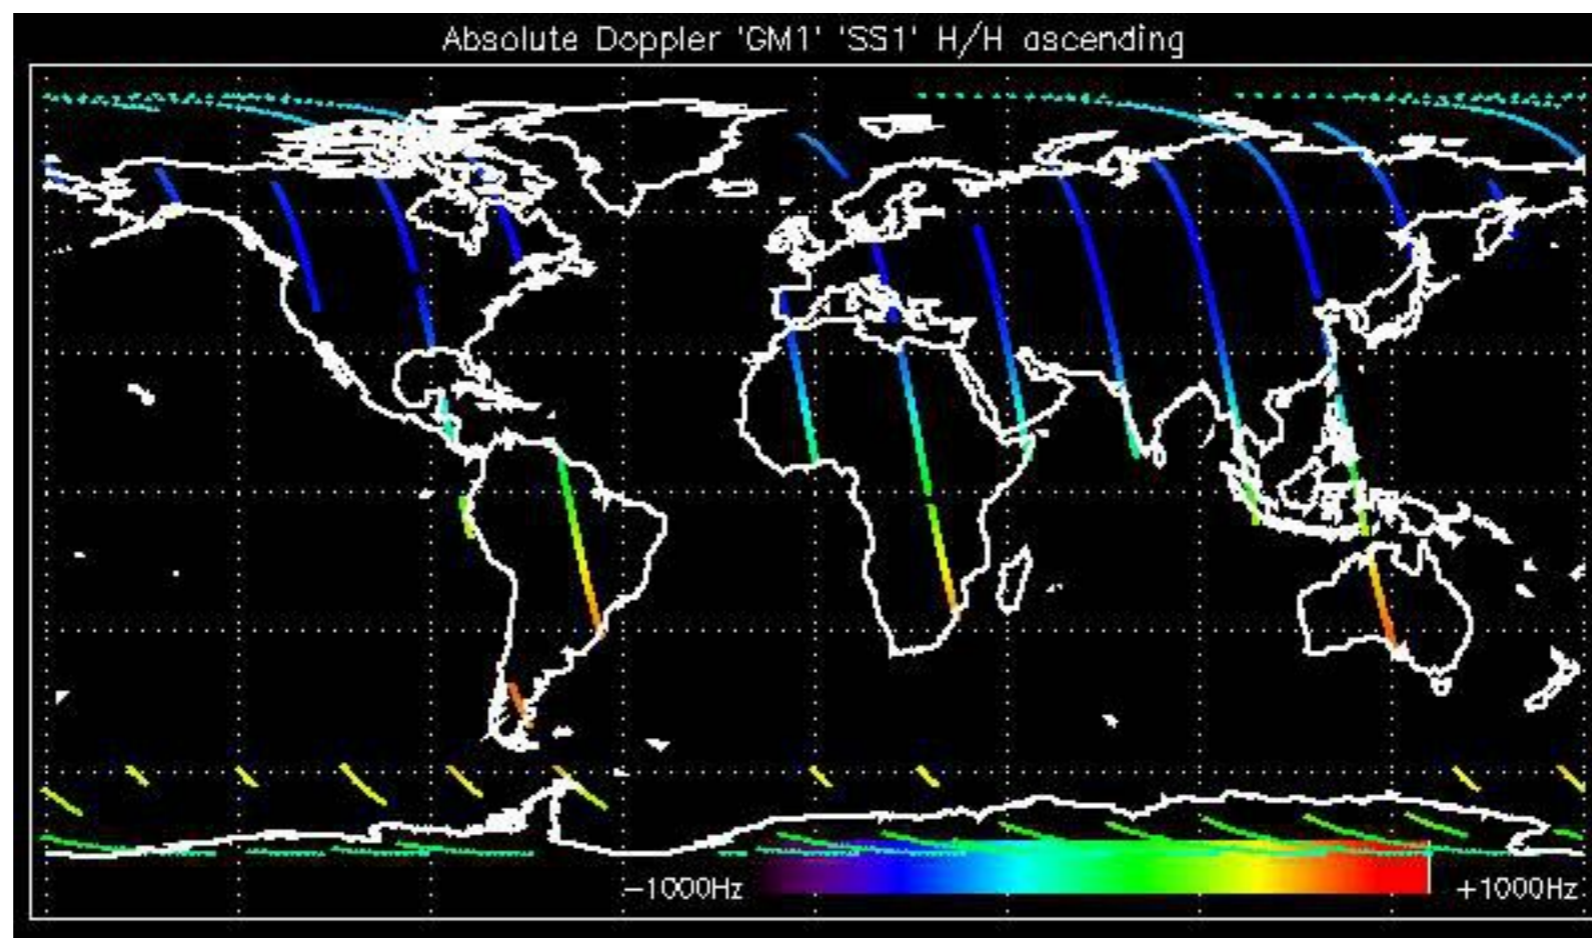 Absolute Doppler 'GM1' 'SS1' H/H ascending
-1000Hz
+1000Hz